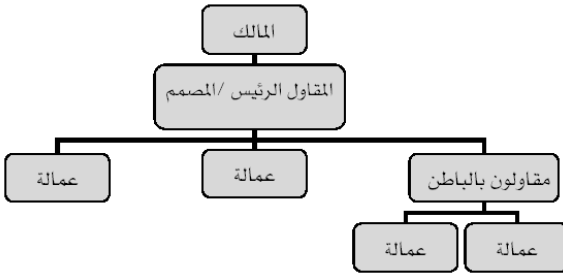 المالك
المقاول الرئيس /المصمم
مقاولون بالباطن
عمالة
عمالة
عمالة
عمالة